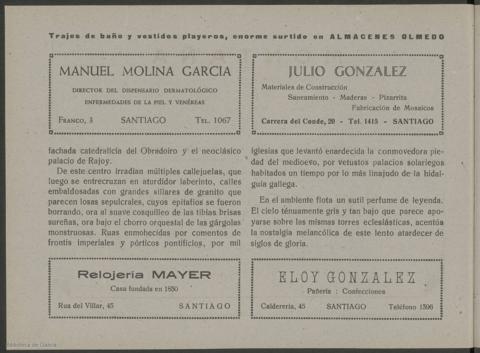 Trajes de baño y vestidos playeros, enorme surtido en ALMACENES OLMEDO
MANUEL MOLINA GARCIA
DIRECTOR DEL DISPENSARIO DERMATOLÓGICO
ENFERMEDADES DE LA PIEL Y VENÉREAS
FRANCO, 3 SANTIAGO TEL. 1067
JULIO GONZALEZ
Materiales de Construcción
Saneamiento - Maderas - Pizarrita
Fabricación de Mosaicos
Carrera del Conde, 20 - Tel. 1415 - SANTIAGO
fachada catedralicia del Obradoiro y el neoclásico
palacio de Rajoy.
De este centro irradian múltiples callejuelas, que
luego se entrecruzan en aturdidor laberinto, calles
embaldosadas con grandes sillares de granito que
parecen losas sepulcrales, cuyos epitafios se fueron
borrando, ora al suave cosquilleo de las tibias brisas
sureñas, ora bajo el chorro orquestal de las gárgolas
monstruosas. Ruas enmohecidas por comentos de
frontis imperiales y pórticos pontificios, por mil
iglesias que levantó enardecida la conmovedora pie-
dad del medioevo, por vetustos palacios solariegos
habitados un tiempo por lo más linajudo de la hidal-
guía gallega.
En el ambiente flota un sutil perfume de leyenda.
El cielo ténuamente gris y tan bajo que parece apo-
yarse sobre las mismas torres eclesiásticas, acentúa
la nostalgia melancólica de este lento atardecer de
siglos de gloria.
Relojería MAYER
Casa fundada en 1850
Rua del Villar, 45 SANTIAGO
ELOY GONZALEZ
Pañería : Confecciones
Calderería, 45 SANTIAGO Teléfono 1396
Biblioteca de Galicia